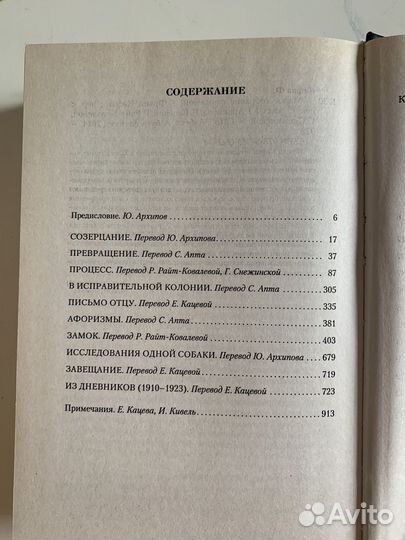 СОДЕРЖАНИЕ
Предисловие. Ю. Архипов 6
СОЗЕРЦАНИЕ. Перевод Ю. Архипова 17
ПРЕВРАЩЕНИЕ. Перевод С. Апта 37
ПРОЦЕСС. Перевод Р. Райт-Ковалевой, Г. Снежинской 87
В ИСПРАВИТЕЛЬНОЙ КОЛОНИИ. Перевод С. Апта 305
ПИСЬМО ОТЦУ. Перевод Е. Кацевой 335
АФОРИЗМЫ. Перевод С. Апта 381
ЗАМОК. Перевод Р. Райт-Ковалевой 403
ИССЛЕДОВАНИЯ ОДНОЙ СОБАКИ. Перевод Ю. Архипова 679
ЗАВЕЩАНИЕ. Перевод Е. Кацевой 719
ИЗ ДНЕВНИКОВ (1910–1923). Перевод Е. Кацевой 723
Примечания. Е. Кацева, И. Кивель 913
К
Avito